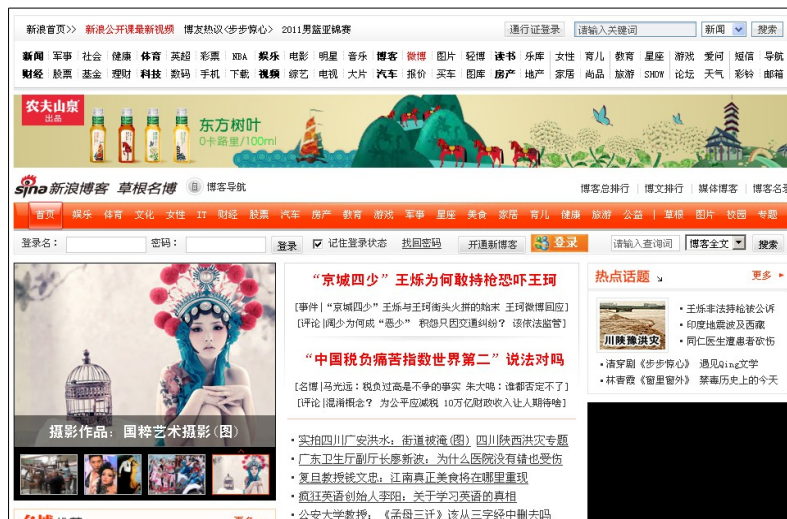 新浪首页>> 新浪公开课最新视频 博友热议<步步惊心> 2011男篮亚锦赛 通行证登录 请输入关键词 新闻 搜索
新闻 军事 社会 健康 体育 英超 彩票 NBA 娱乐 电影 明星 音乐 博客 微博 图片 轻博 读书 乐库 女性 育儿 教育 星座 游戏 爱问 短信 导航
财经 股票 基金 理财 科技 数码 手机 下载 视频 综艺 电视 大片 汽车 报价 买车 图库 房产 地产 家居 尚品 旅游 SHOW 论坛 天气 彩铃 邮箱
农夫山泉
出品
东方树叶
0卡路里/100ml
sina 新浪博客 草根名博 博客导航 博客总排行 博文排行 媒体博客 博客名
首页 娱乐 体育 文化 女性 IT 财经 股票 汽车 房产 教育 游戏 军事 星座 美食 家居 育儿 健康 旅游 公益 草根 图片 校园 专题
登录名： 密码： 登录 记住登录状态 找回密码 开通新博客 登录 请输入查询词 博客全文 搜索
摄影作品：国粹艺术摄影(图)
“京城四少”王烁为何敢持枪恐吓王珂
[事件|“京城四少”王烁与王珂街头火拼的始末 王珂微博回应]
[评论|阔少为何成“恶少” 积怨只因交通纠纷？ 该依法监管]
“中国税负痛苦指数世界第二”说法对吗
[名博|马光远：税负过高是不争的事实 朱大鸣：谁都否定不了]
[评论|混淆概念？ 为公平应减税 10万亿财政收入让人期待啥]
实拍四川广安洪水：街道被淹(图) 四川陕西洪灾专题
广东卫生厅副厅长廖新波：为什么医院没有错也受伤
复旦教授钱文忠：江南真正美食将在哪里重现
疯狂英语创始人李阳：关于学习英语的真相
公安大学教授：《孟母三迁》该从三字经中删去吗
热点话题 更多
川陕豫洪灾
王烁非法持枪被公诉
印度地震波及西藏
同仁医生遭患者砍伤
清穿剧《步步惊心》 遇见Qing文学
林青霞《窗里窗外》 禁毒历史上的今天